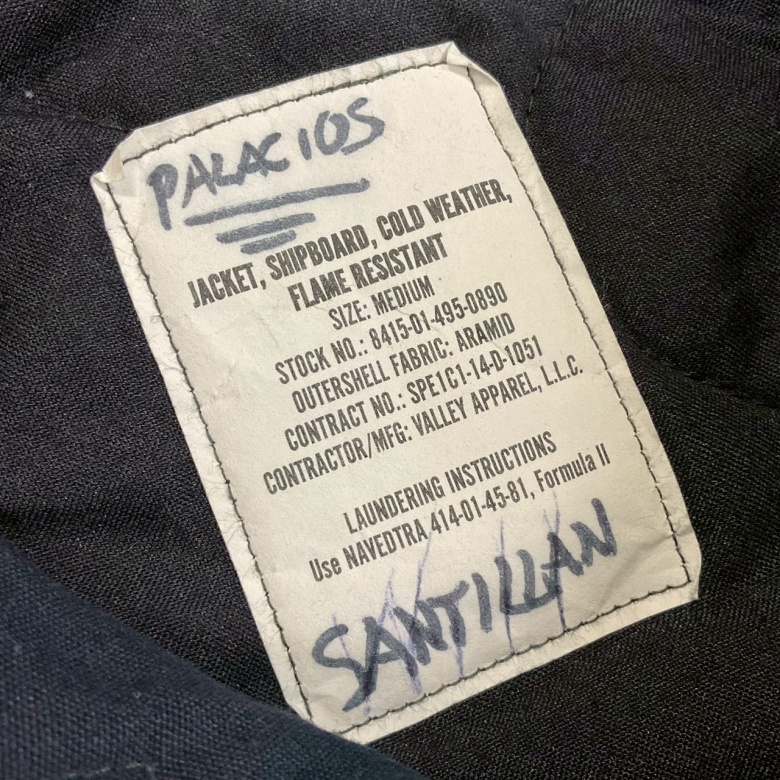 PALACIOS
JACKET, SHIPBOARD, COLD WEATHER,
FLAME RESISTANT
SIZE: MEDIUM
STOCK NO.: 8415-01-495-0890
OUTERSHELL FABRIC: ARAMID
CONTRACT NO.: SPE1C1-14-D-1051
CONTRACTOR/MFG: VALLEY APPAREL, L.L.C.
LAUNDERING INSTRUCTIONS
Use NAVEDTRA 414-01-45-81, Formula II
SANTILLAN